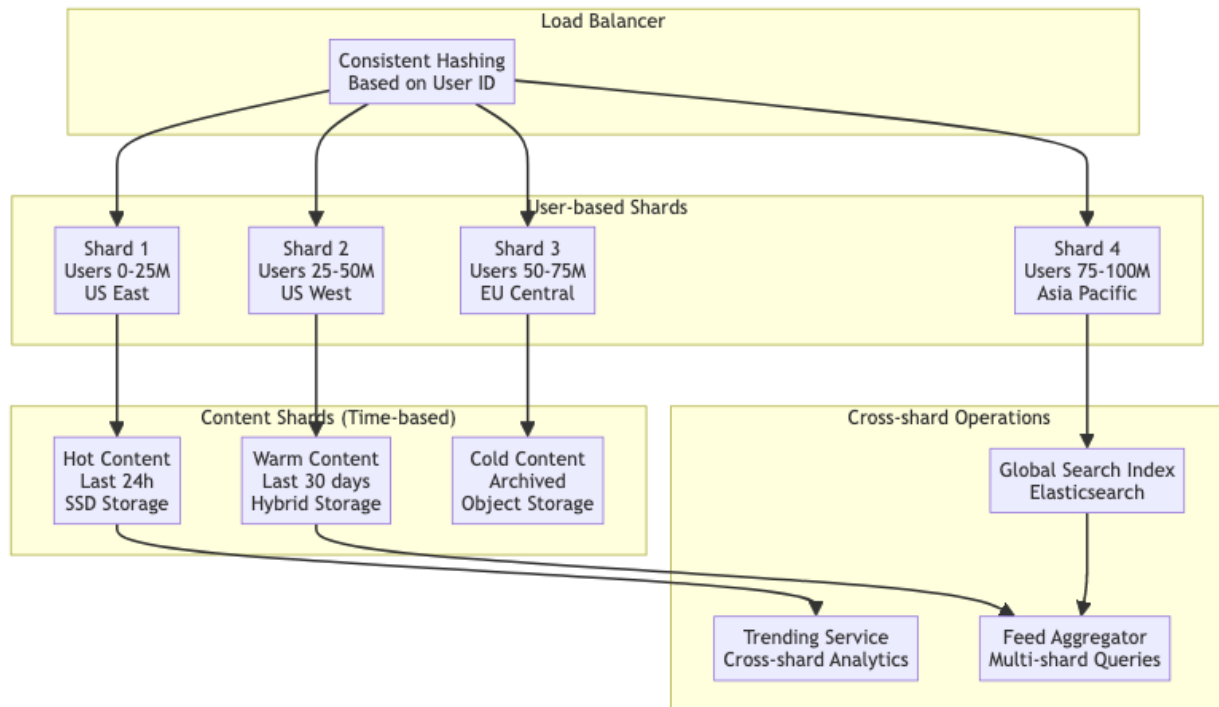 Load Balancer
Consistent Hashing
Based on User ID
User-based Shards
Shard 1
Users 0-25M
US East
Shard 2
Users 25-50M
US West
Shard 3
Users 50-75M
EU Central
Shard 4
Users 75-100M
Asia Pacific
Content Shards (Time-based)
Hot Content
Last 24h
SSD Storage
Warm Content
Last 30 days
Hybrid Storage
Cold Content
Archived
Object Storage
Cross-shard Operations
Global Search Index
Elasticsearch
Trending Service
Cross-shard Analytics
Feed Aggregator
Multi-shard Queries